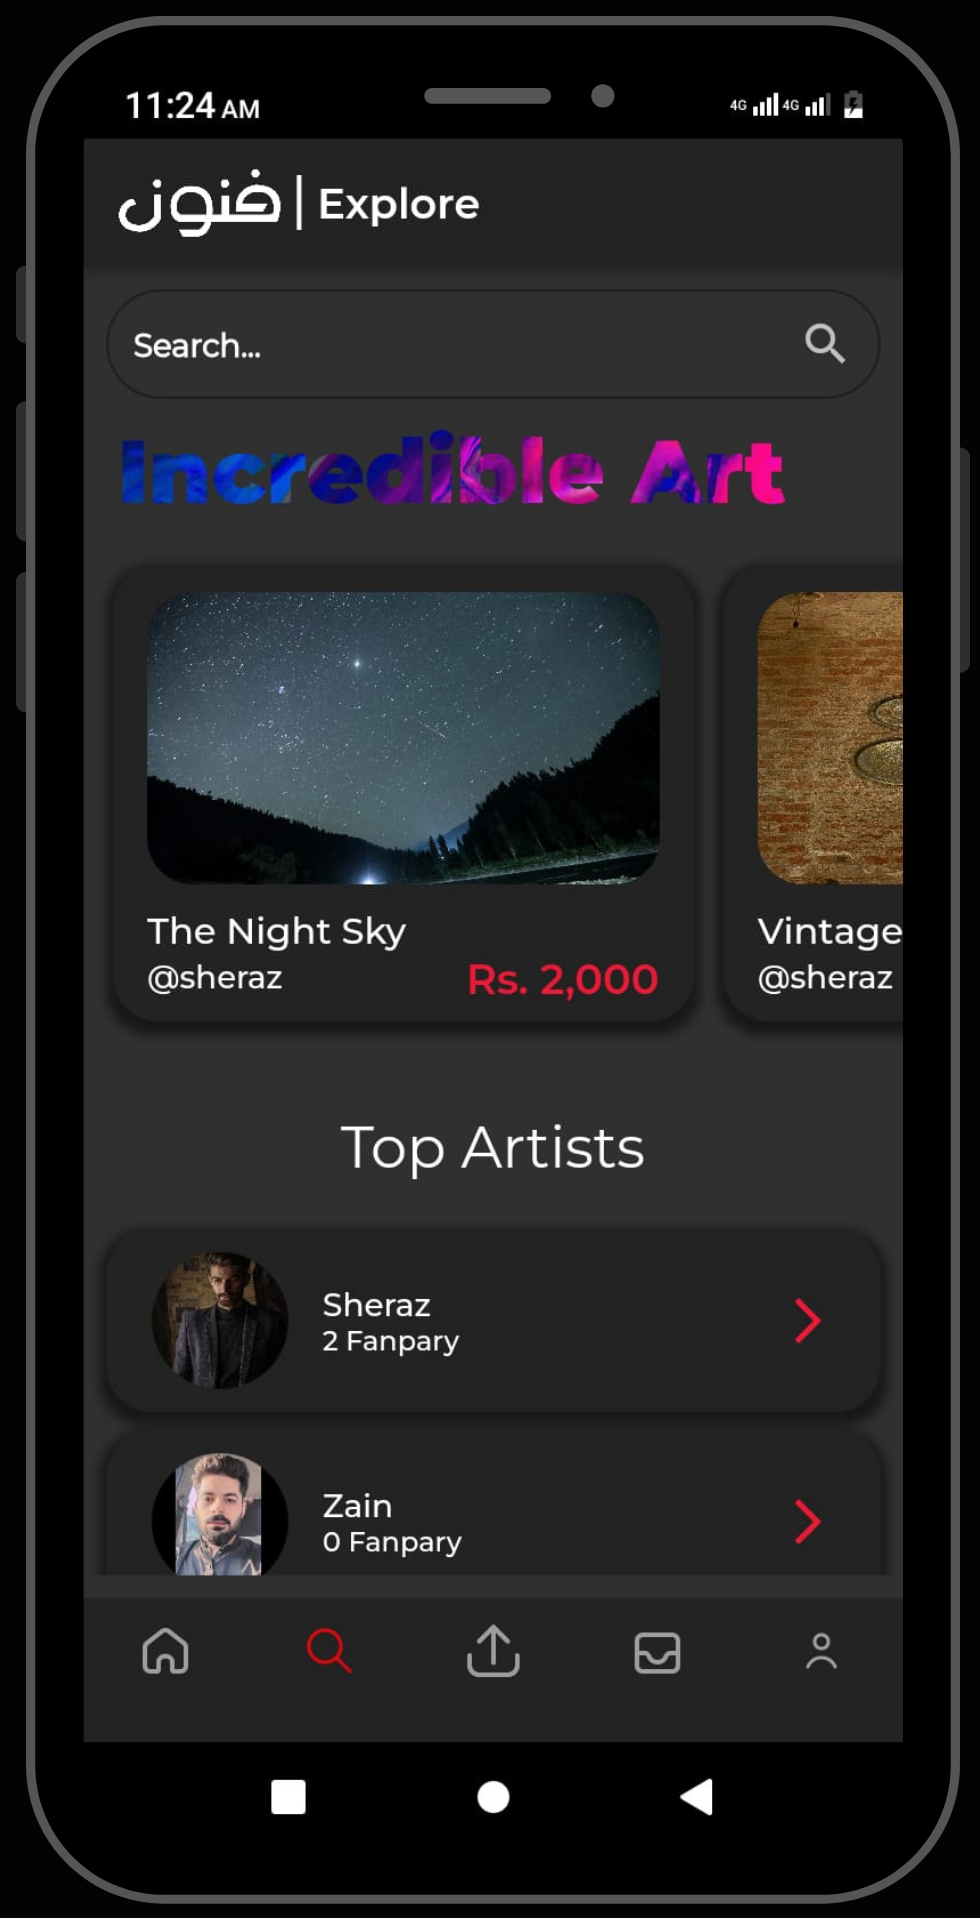 11:24 AM
4G 4G
فنون | Explore
Search...
Incredible Art
The Night Sky
@sheraz
Rs. 2,000
Vintage
@sheraz
Top Artists
Sheraz
2 Fanpary
Zain
0 Fanpary